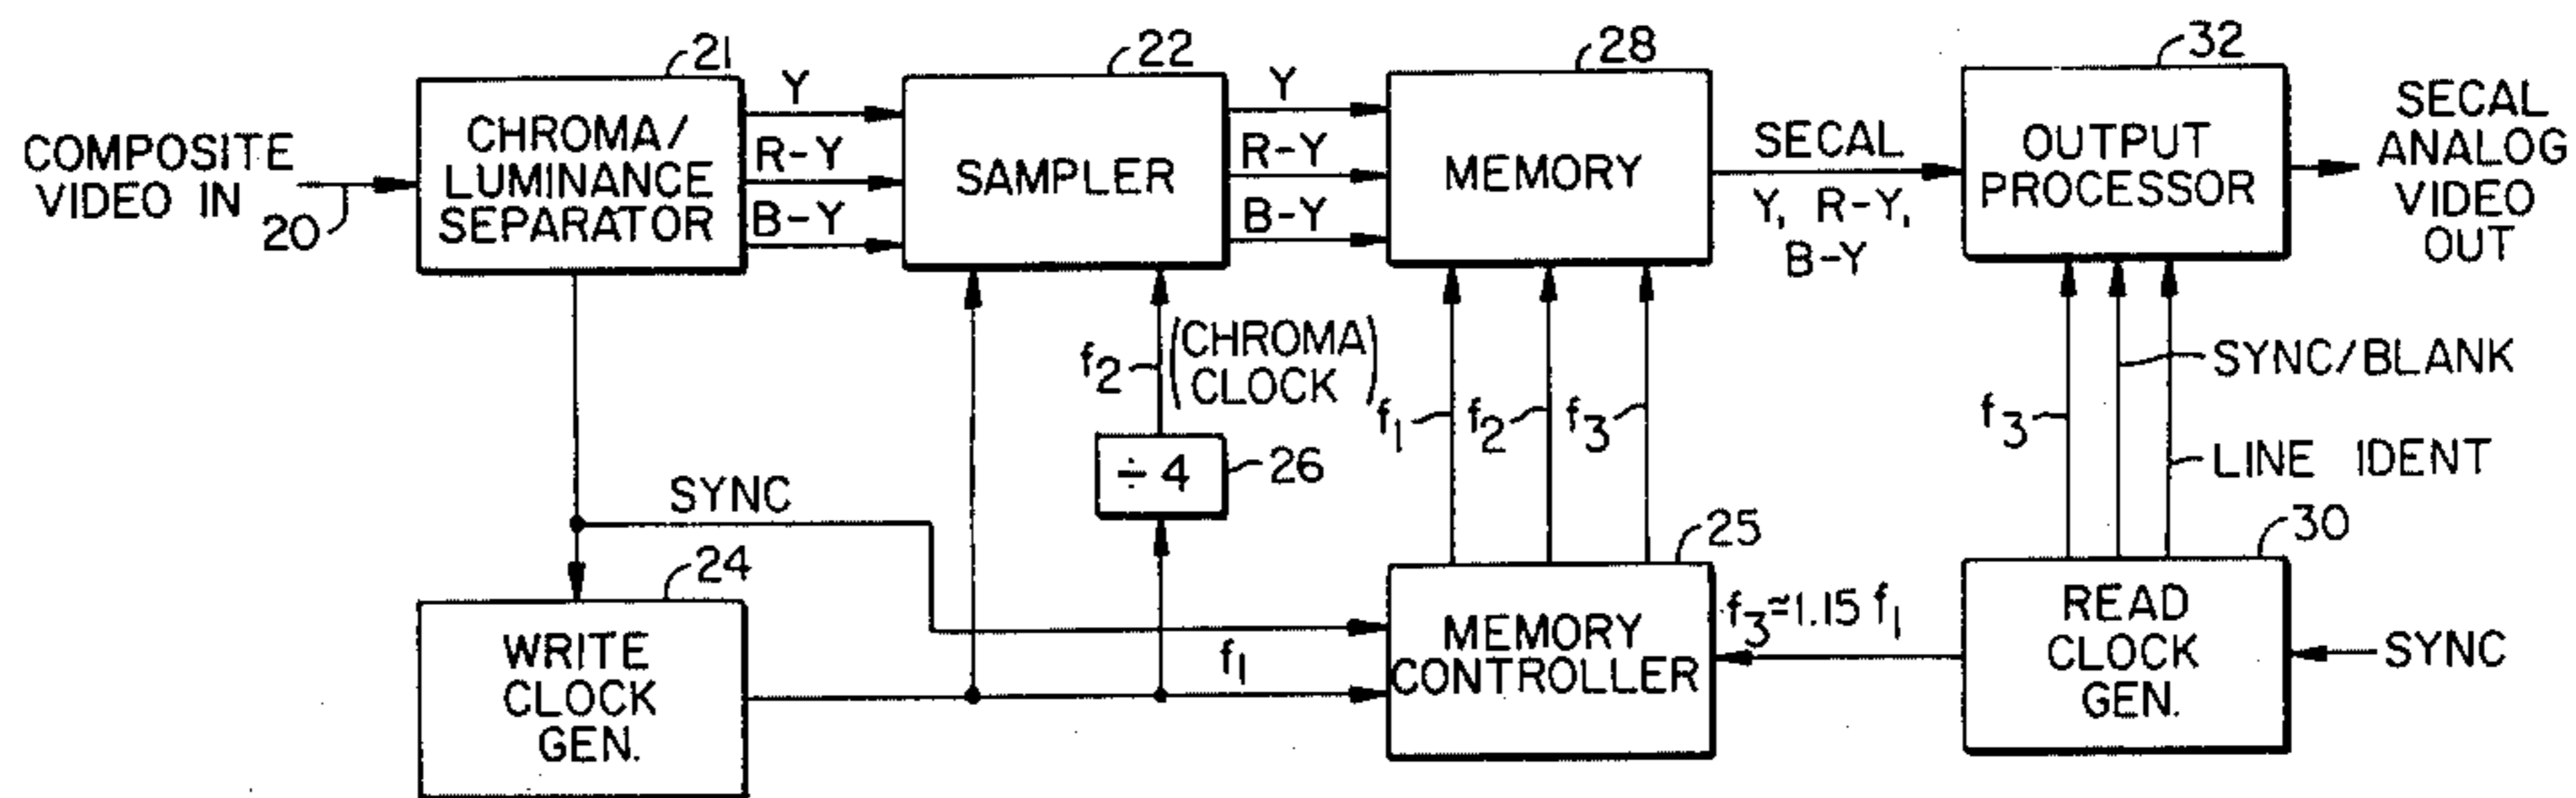 COMPOSITE
VIDEO IN
20
21
CHROMA/
LUMINANCE
SEPARATOR
Y
R-Y
B-Y
22
SAMPLER
Y
R-Y
B-Y
28
MEMORY
SECAL
Y, R-Y,
B-Y
32
OUTPUT
PROCESSOR
SECAL
ANALOG
VIDEO
OUT
f2 (CHROMA
CLOCK)
÷ 4
26
f1
f2
f3
f3
SYNC/BLANK
LINE IDENT
SYNC
24
WRITE
CLOCK
GEN.
f1
25
MEMORY
CONTROLLER
f3≈1.15 f1
30
READ
CLOCK
GEN.
SYNC